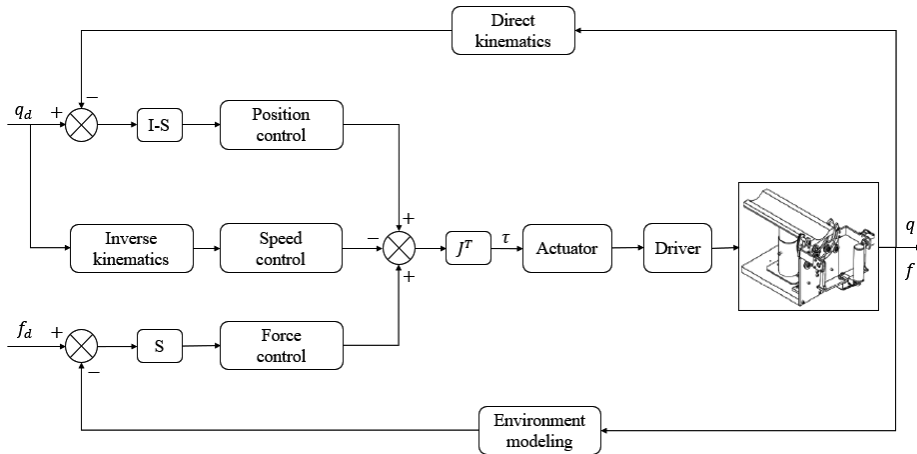 Direct
kinematics
−
q_d
+
I-S
Position
control
+
Inverse
kinematics
Speed
control
−
+
J^T
τ
Actuator
Driver
q
f
f_d
+
−
S
Force
control
Environment
modeling